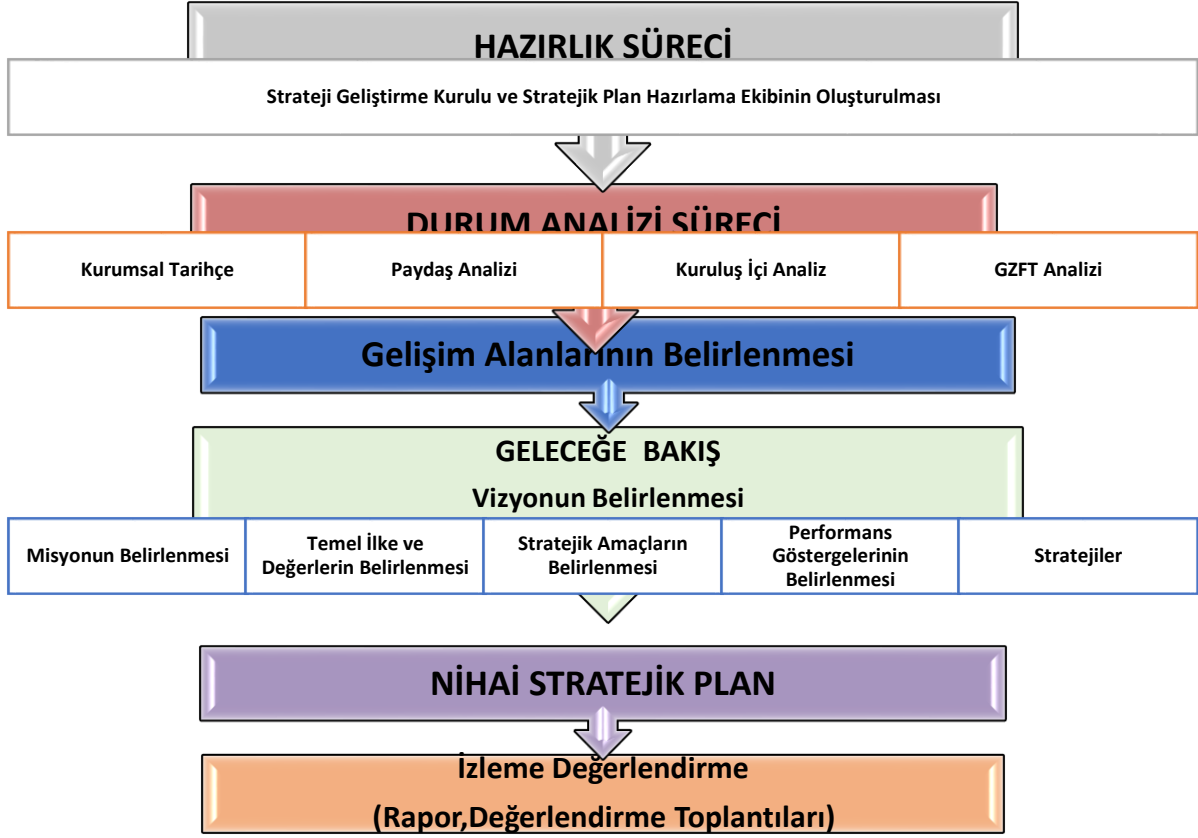 HAZIRLIK SÜRECİ
Strateji Geliştirme Kurulu ve Stratejik Plan Hazırlama Ekibinin Oluşturulması
DURUM ANALİZİ SÜRECİ
Kurumsal Tarihçe
Paydaş Analizi
Kuruluş İçi Analiz
GZFT Analizi
Gelişim Alanlarının Belirlenmesi
GELECEĞE BAKIŞ
Vizyonun Belirlenmesi
Misyonun Belirlenmesi
Temel İlke ve
Değerlerin Belirlenmesi
Stratejik Amaçların
Belirlenmesi
Performans
Göstergelerinin
Belirlenmesi
Stratejiler
NİHAİ STRATEJİK PLAN
İzleme Değerlendirme
(Rapor,Değerlendirme Toplantıları)